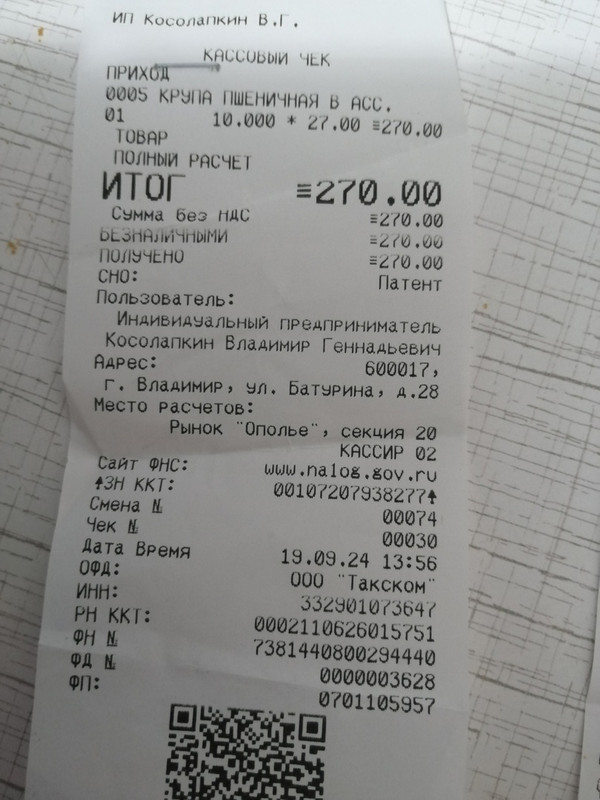 ИП Косолапкин В.Г.
КАССОВЫЙ ЧЕК
ПРИХОД
0005 КРУПА ПШЕНИЧНАЯ В АСС.
01 10.000 * 27.00 ≡270.00
ТОВАР
ПОЛНЫЙ РАСЧЕТ
ИТОГ ≡270.00
Сумма без НДС ≡270.00
БЕЗНАЛИЧНЫМИ ≡270.00
ПОЛУЧЕНО ≡270.00
СНО: Патент
Пользователь:
Индивидуальный предприниматель
Косолапкин Владимир Геннадьевич
Адрес: 600017,
г. Владимир, ул. Батурина, д.28
Место расчетов:
Рынок "Ополье", секция 20
КАССИР 02
Сайт ФНС: www.nalog.gov.ru
↟ЗН ККТ: 00107207938277↟
Смена № 00074
Чек № 00030
Дата Время 19.09.24 13:56
ОФД: ООО "Такском"
ИНН: 332901073647
РН ККТ: 0002110626015751
ФН № 7381440800294440
ФД № 0000003628
ФП: 0701105957